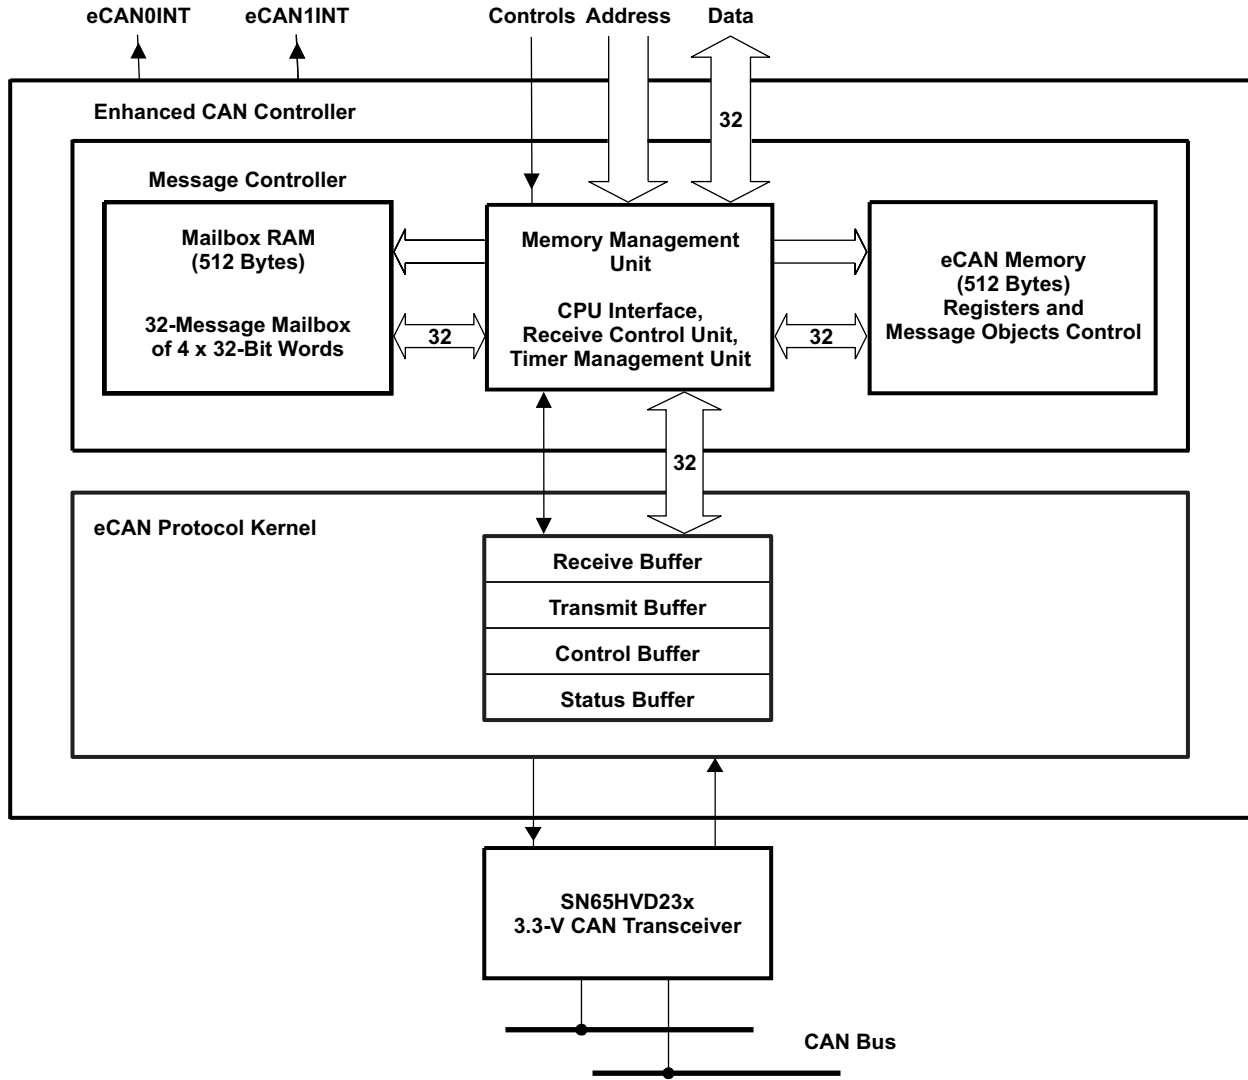 eCAN0INT
eCAN1INT
Controls
Address
Data
32
Enhanced CAN Controller
Message Controller
Mailbox RAM
(512 Bytes)
32-Message Mailbox
of 4 x 32-Bit Words
32
Memory Management
Unit
CPU Interface,
Receive Control Unit,
Timer Management Unit
32
eCAN Memory
(512 Bytes)
Registers and
Message Objects Control
32
eCAN Protocol Kernel
Receive Buffer
Transmit Buffer
Control Buffer
Status Buffer
SN65HVD23x
3.3-V CAN Transceiver
CAN Bus